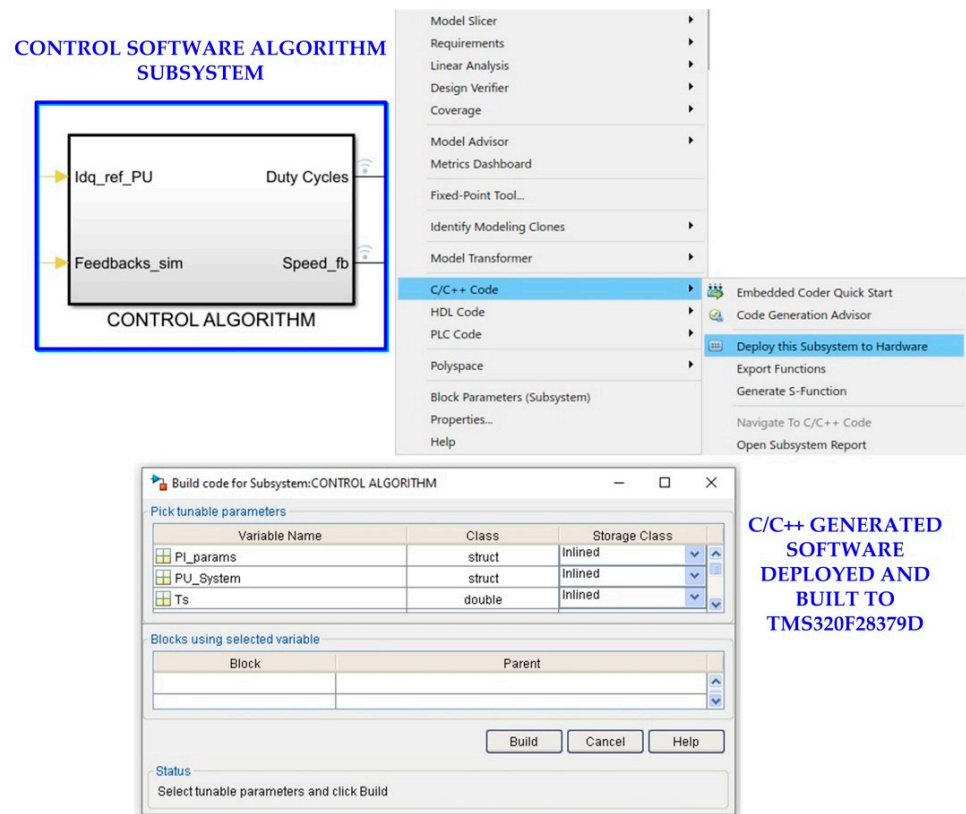 CONTROL SOFTWARE ALGORITHM
SUBSYSTEM
Idq_ref_PU
Duty Cycles
Feedbacks_sim
Speed_fb
CONTROL ALGORITHM
Model Slicer
Requirements
Linear Analysis
Design Verifier
Coverage
Model Advisor
Metrics Dashboard
Fixed-Point Tool...
Identify Modeling Clones
Model Transformer
C/C++ Code
HDL Code
PLC Code
Polyspace
Block Parameters (Subsystem)
Properties...
Help
Embedded Coder Quick Start
Code Generation Advisor
Deploy this Subsystem to Hardware
Export Functions
Generate S-Function
Navigate To C/C++ Code
Open Subsystem Report
Build code for Subsystem:CONTROL ALGORITHM
Pick tunable parameters
Variable Name Class Storage Class
PI_params struct Inlined
PU_System struct Inlined
Ts double Inlined
Blocks using selected variable
Block Parent
Build Cancel Help
Status
Select tunable parameters and click Build
C/C++ GENERATED
SOFTWARE
DEPLOYED AND
BUILT TO
TMS320F28379D